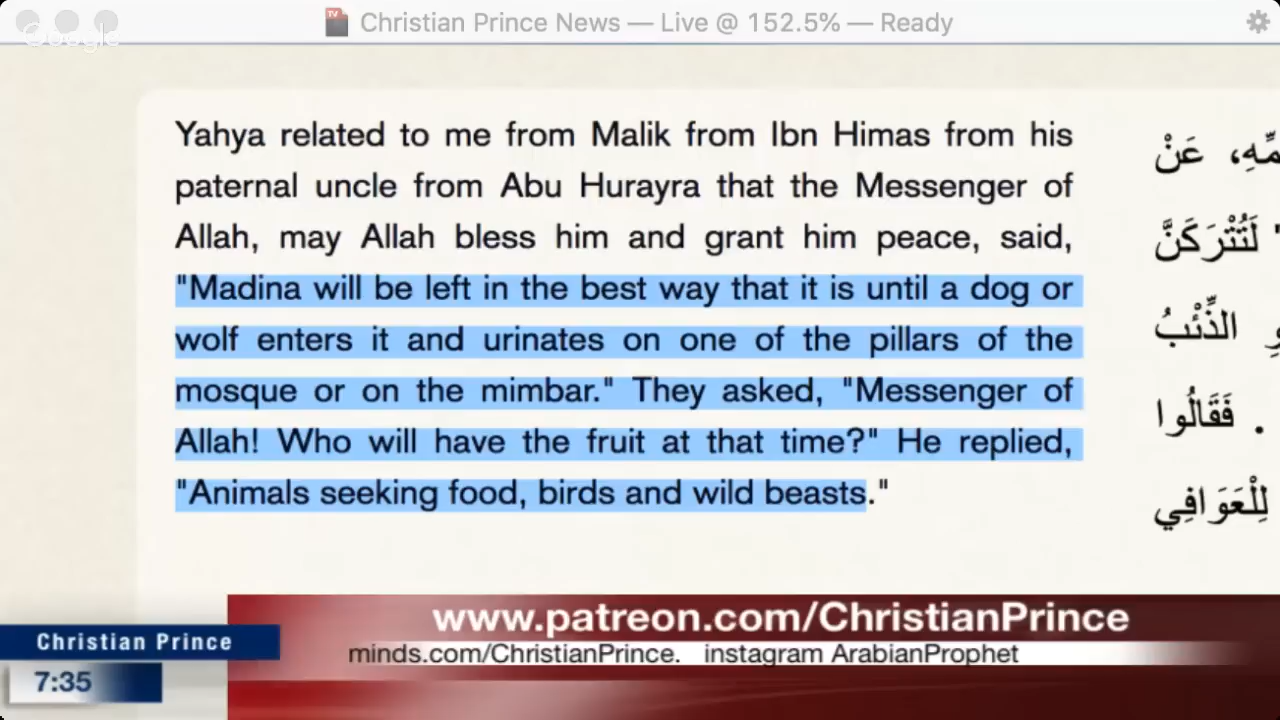 Christian Prince News — Live @ 152.5% — Ready
Google
Yahya related to me from Malik from Ibn Himas from his
paternal uncle from Abu Hurayra that the Messenger of
Allah, may Allah bless him and grant him peace, said,
"Madina will be left in the best way that it is until a dog or
wolf enters it and urinates on one of the pillars of the
mosque or on the mimbar." They asked, "Messenger of
Allah! Who will have the fruit at that time?" He replied,
"Animals seeking food, birds and wild beasts."
عَنْ
" لَتُتْرَكَنَّ
الذِّئْبُ
. فَقَالُوا
لِلْعَوَافِي
www.patreon.com/ChristianPrince
Christian Prince
minds.com/ChristianPrince. instagram ArabianProphet
7:35